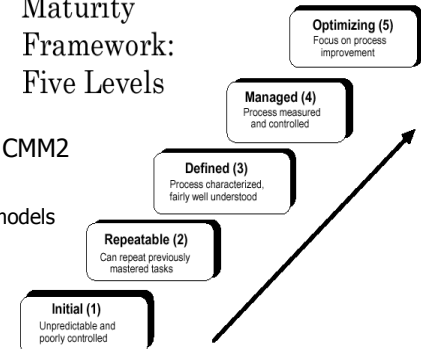 Maturity
Framework:
Five Levels
CMM2
models
Optimizing (5)
Focus on process
improvement
Managed (4)
Process measured
and controlled
Defined (3)
Process characterized,
fairly well understood
Repeatable (2)
Can repeat previously
mastered tasks
Initial (1)
Unpredictable and
poorly controlled